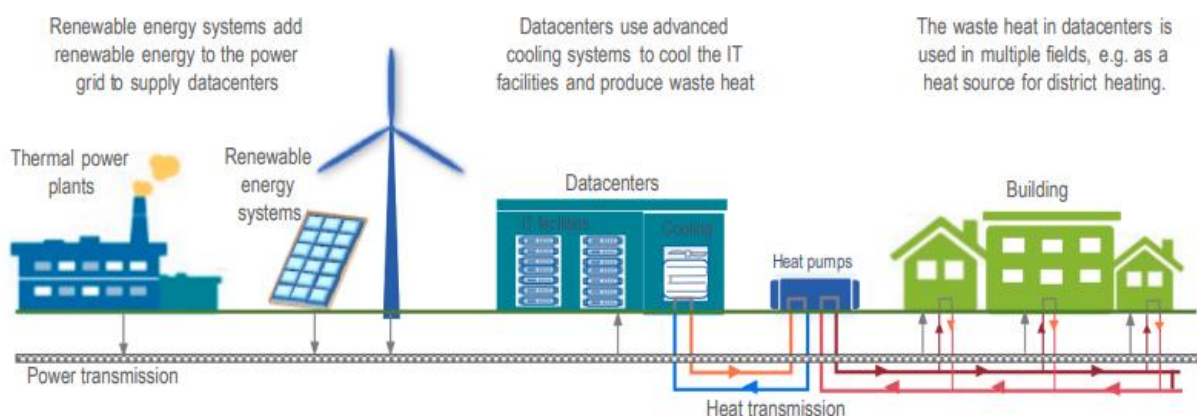 Renewable energy systems add
renewable energy to the power
grid to supply datacenters
Datacenters use advanced
cooling systems to cool the IT
facilities and produce waste heat
The waste heat in datacenters is
used in multiple fields, e.g. as a
heat source for district heating.
Thermal power
plants
Renewable
energy
systems
Datacenters
IT facilities
Cooling
Heat pumps
Building
Power transmission
Heat transmission